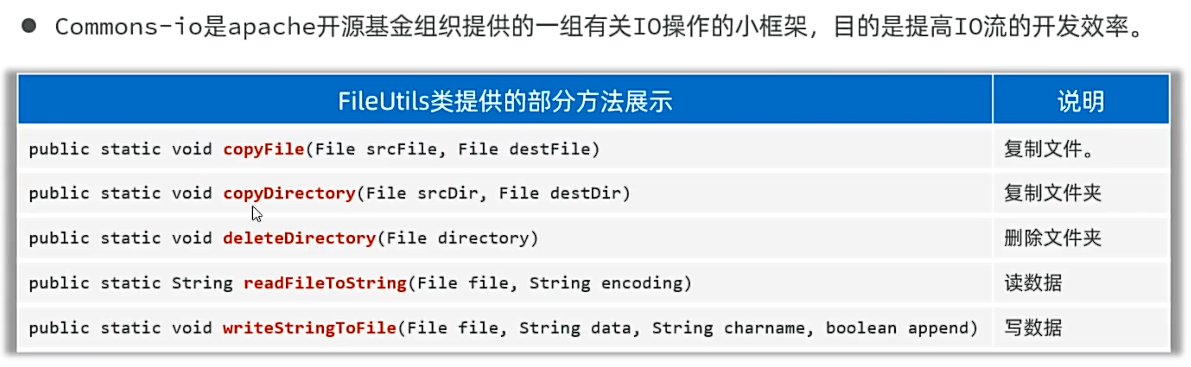 ● Commons-io是apache开源基金组织提供的一组有关IO操作的小框架，目的是提高IO流的开发效率。
FileUtils类提供的部分方法展示 说明
public static void copyFile(File srcFile, File destFile) 复制文件。
public static void copyDirectory(File srcDir, File destDir) 复制文件夹
public static void deleteDirectory(File directory) 删除文件夹
public static String readFileToString(File file, String encoding) 读数据
public static void writeStringToFile(File file, String data, String charname, boolean append) 写数据